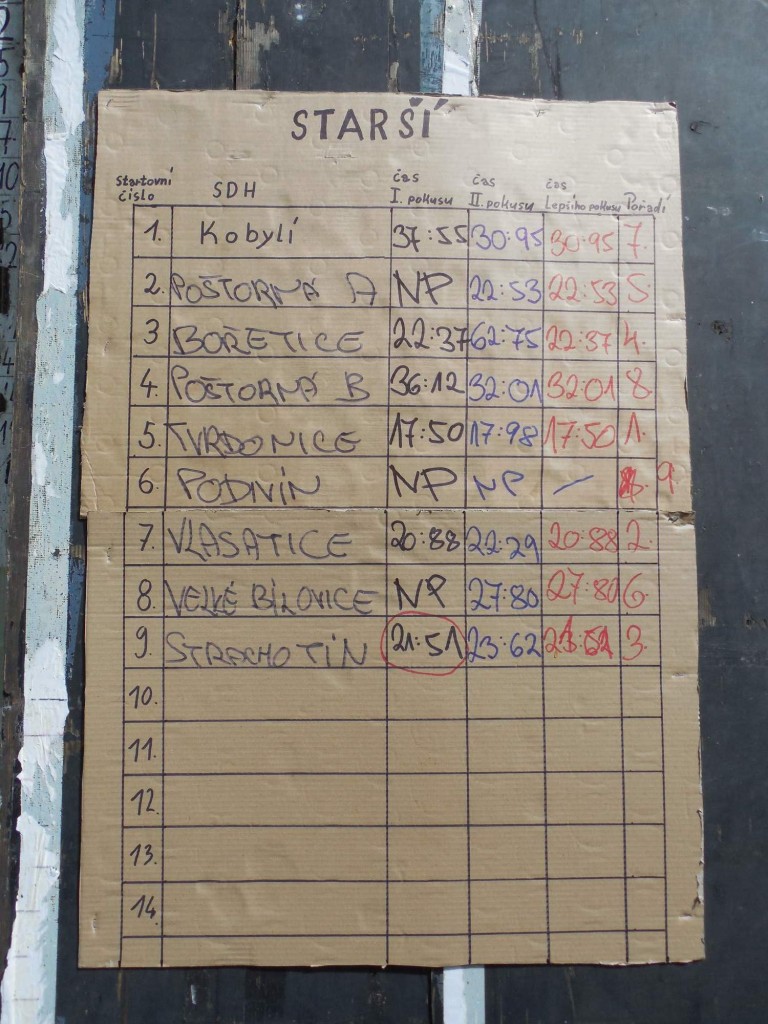 STARŠÍ
Startovní číslo SDH čas I. pokusu čas II. pokusu čas Lepšího pokusu Pořadí
1. Kobylí 37:55 30:95 30:95 7.
2. POŠTORNÁ A NP 22:53 22:53 5.
3 BOŘETICE 22:37 62:75 22:37 4.
4. POŠTORNÁ B 36:12 32:01 32:01 8.
5. TVRDONICE 17:50 17:98 17:50 1.
6. PODIVÍN NP NP — 9
7. VLASATICE 20:88 22:29 20:88 2.
8. VELKÉ BÍLOVICE NP 27:80 27:80 6.
9. STRACHOTÍN 21:51 23:62 21:51 3.
10.
11.
12
13.
14.